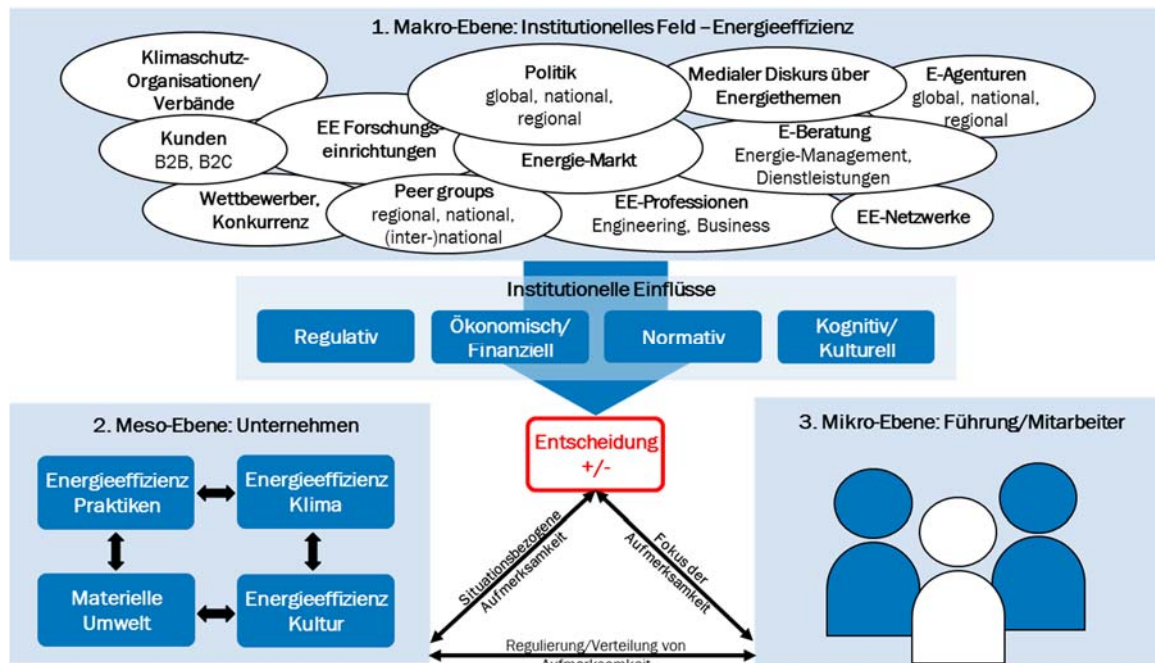 1. Makro-Ebene: Institutionelles Feld – Energieeffizienz
Klimaschutz-
Organisationen/
Verbände
Politik
global, national,
regional
Medialer Diskurs über
Energiethemen
E-Agenturen
global, national,
regional
Kunden
B2B, B2C
EE Forschungs-
einrichtungen
Energie-Markt
E-Beratung
Energie-Management,
Dienstleistungen
Wettbewerber,
Konkurrenz
Peer groups
regional, national,
(inter-)national
EE-Professionen
Engineering, Business
EE-Netzwerke
Institutionelle Einflüsse
Regulativ
Ökonomisch/
Finanziell
Normativ
Kognitiv/
Kulturell
2. Meso-Ebene: Unternehmen
Energieeffizienz
Praktiken
Energieeffizienz
Klima
Materielle
Umwelt
Energieeffizienz
Kultur
Entscheidung
+/-
Situationsbezogene
Aufmerksamkeit
Fokus der
Aufmerksamkeit
Regulierung/Verteilung von
Aufmerksamkeit
3. Mikro-Ebene: Führung/Mitarbeiter